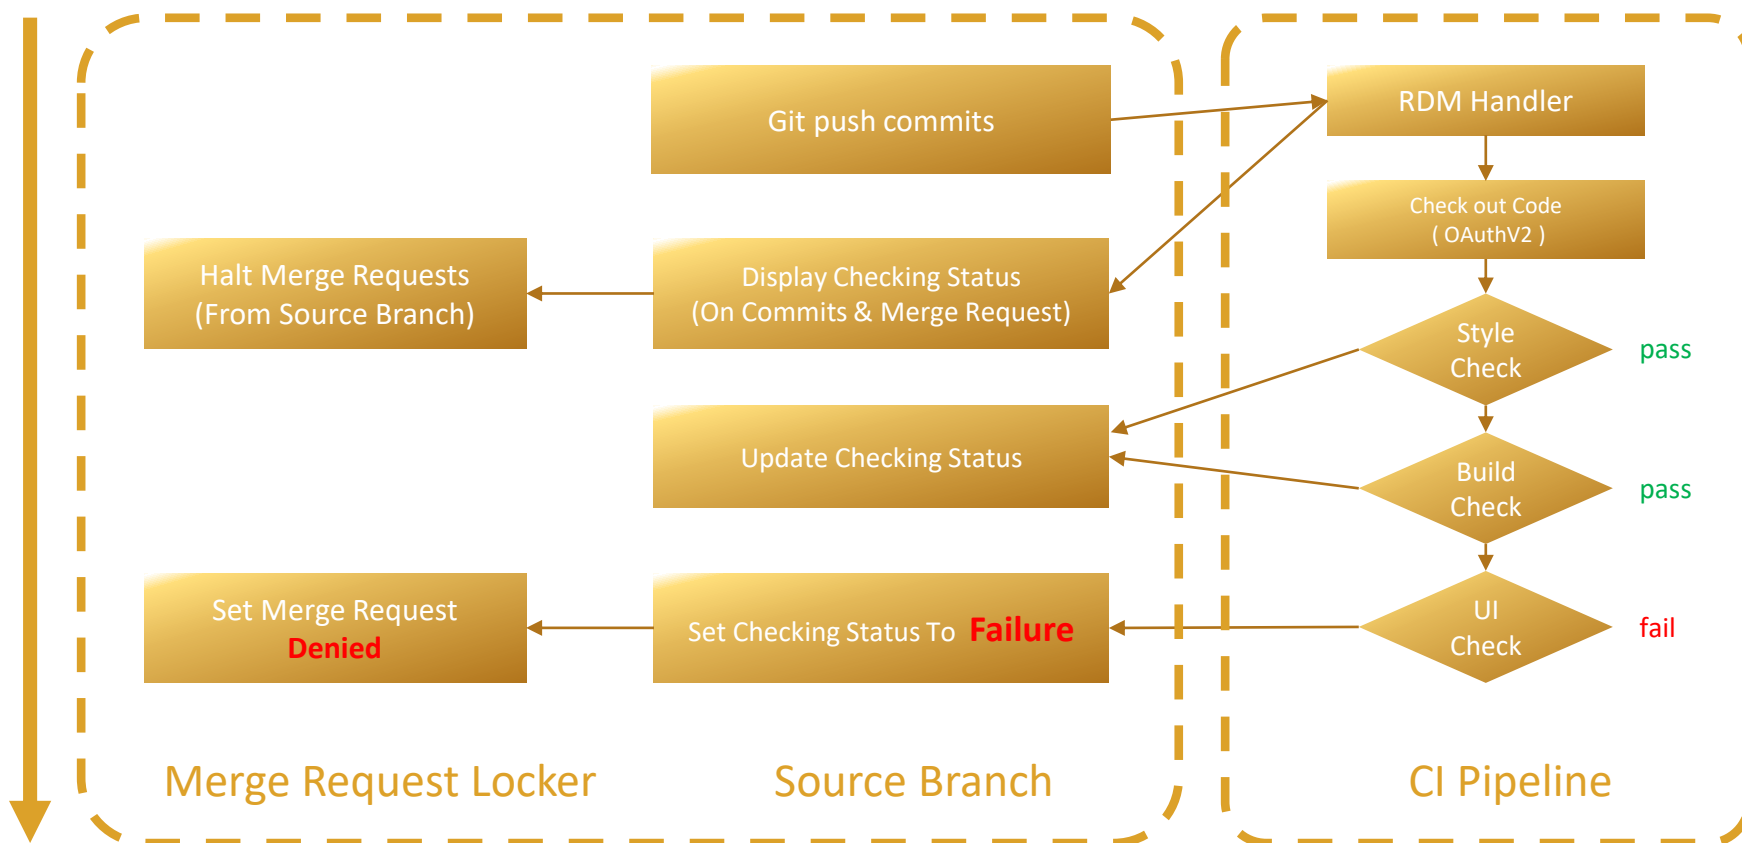 Git push commits
RDM Handler
Check out Code
( OAuthV2 )
Halt Merge Requests
(From Source Branch)
Display Checking Status
(On Commits & Merge Request)
Style
Check
pass
Update Checking Status
Build
Check
pass
Set Merge Request
Denied
Set Checking Status To Failure
UI
Check
fail
Merge Request Locker
Source Branch
CI Pipeline